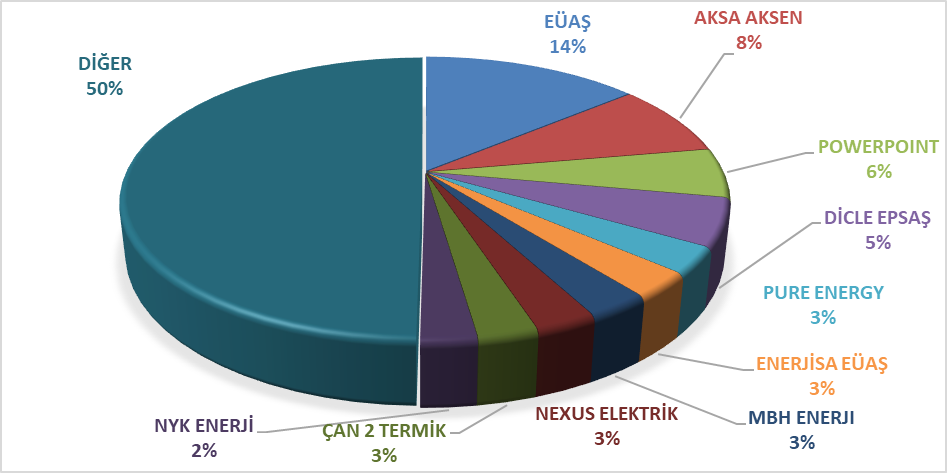 EÜAŞ
14%
AKSA AKSEN
8%
POWERPOINT
6%
DİCLE EPSAŞ
5%
PURE ENERGY
3%
ENERJİSA EÜAŞ
3%
MBH ENERJI
3%
NEXUS ELEKTRİK
3%
ÇAN 2 TERMİK
3%
NYK ENERJİ
2%
DİĞER
50%